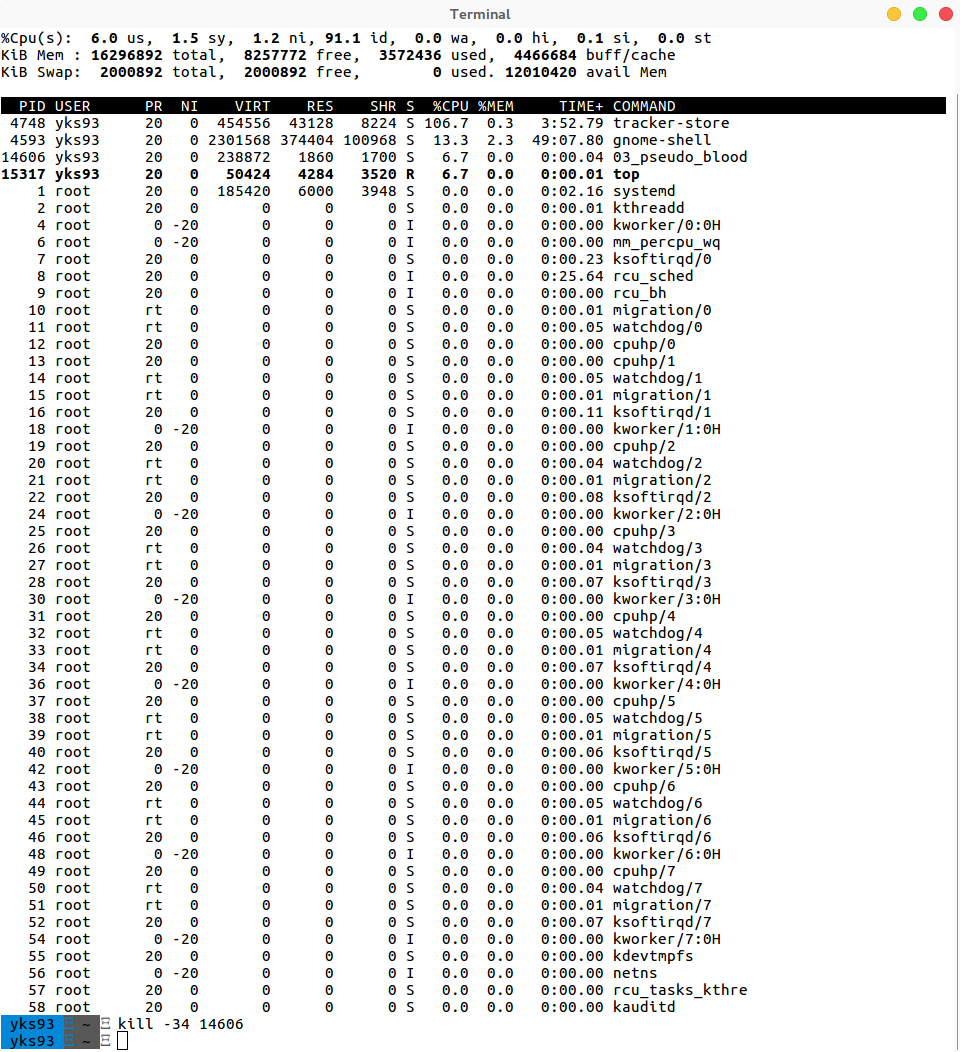 Terminal
%Cpu(s):  6.0 us,  1.5 sy,  1.2 ni, 91.1 id,  0.0 wa,  0.0 hi,  0.1 si,  0.0 st
KiB Mem : 16296892 total,  8257772 free,  3572436 used,  4466684 buff/cache
KiB Swap:  2000892 total,  2000892 free,        0 used. 12010420 avail Mem
PID USER      PR  NI    VIRT    RES    SHR S  %CPU %MEM     TIME+ COMMAND
4748 yks93     20   0  454556  43128   8224 S 106.7  0.3   3:52.79 tracker-store
4593 yks93     20   0 2301568 374404 100968 S  13.3  2.3  49:07.80 gnome-shell
14606 yks93     20   0  238872   1860   1700 S   6.7  0.0   0:00.04 03_pseudo_blood
15317 yks93     20   0   50424   4284   3520 R   6.7  0.0   0:00.01 top
1 root      20   0  185420   6000   3948 S   0.0  0.0   0:02.16 systemd
2 root      20   0       0      0      0 S   0.0  0.0   0:00.01 kthreadd
4 root       0 -20       0      0      0 I   0.0  0.0   0:00.00 kworker/0:0H
6 root       0 -20       0      0      0 I   0.0  0.0   0:00.00 mm_percpu_wq
7 root      20   0       0      0      0 S   0.0  0.0   0:00.23 ksoftirqd/0
8 root      20   0       0      0      0 I   0.0  0.0   0:25.64 rcu_sched
9 root      20   0       0      0      0 I   0.0  0.0   0:00.00 rcu_bh
10 root      rt   0       0      0      0 S   0.0  0.0   0:00.01 migration/0
11 root      rt   0       0      0      0 S   0.0  0.0   0:00.05 watchdog/0
12 root      20   0       0      0      0 S   0.0  0.0   0:00.00 cpuhp/0
13 root      20   0       0      0      0 S   0.0  0.0   0:00.00 cpuhp/1
14 root      rt   0       0      0      0 S   0.0  0.0   0:00.05 watchdog/1
15 root      rt   0       0      0      0 S   0.0  0.0   0:00.01 migration/1
16 root      20   0       0      0      0 S   0.0  0.0   0:00.11 ksoftirqd/1
18 root       0 -20       0      0      0 I   0.0  0.0   0:00.00 kworker/1:0H
19 root      20   0       0      0      0 S   0.0  0.0   0:00.00 cpuhp/2
20 root      rt   0       0      0      0 S   0.0  0.0   0:00.04 watchdog/2
21 root      rt   0       0      0      0 S   0.0  0.0   0:00.01 migration/2
22 root      20   0       0      0      0 S   0.0  0.0   0:00.08 ksoftirqd/2
24 root       0 -20       0      0      0 I   0.0  0.0   0:00.00 kworker/2:0H
25 root      20   0       0      0      0 S   0.0  0.0   0:00.00 cpuhp/3
26 root      rt   0       0      0      0 S   0.0  0.0   0:00.04 watchdog/3
27 root      rt   0       0      0      0 S   0.0  0.0   0:00.01 migration/3
28 root      20   0       0      0      0 S   0.0  0.0   0:00.07 ksoftirqd/3
30 root       0 -20       0      0      0 I   0.0  0.0   0:00.00 kworker/3:0H
31 root      20   0       0      0      0 S   0.0  0.0   0:00.00 cpuhp/4
32 root      rt   0       0      0      0 S   0.0  0.0   0:00.05 watchdog/4
33 root      rt   0       0      0      0 S   0.0  0.0   0:00.01 migration/4
34 root      20   0       0      0      0 S   0.0  0.0   0:00.07 ksoftirqd/4
36 root       0 -20       0      0      0 I   0.0  0.0   0:00.00 kworker/4:0H
37 root      20   0       0      0      0 S   0.0  0.0   0:00.00 cpuhp/5
38 root      rt   0       0      0      0 S   0.0  0.0   0:00.05 watchdog/5
39 root      rt   0       0      0      0 S   0.0  0.0   0:00.01 migration/5
40 root      20   0       0      0      0 S   0.0  0.0   0:00.06 ksoftirqd/5
42 root       0 -20       0      0      0 I   0.0  0.0   0:00.00 kworker/5:0H
43 root      20   0       0      0      0 S   0.0  0.0   0:00.00 cpuhp/6
44 root      rt   0       0      0      0 S   0.0  0.0   0:00.05 watchdog/6
45 root      rt   0       0      0      0 S   0.0  0.0   0:00.01 migration/6
46 root      20   0       0      0      0 S   0.0  0.0   0:00.06 ksoftirqd/6
48 root       0 -20       0      0      0 I   0.0  0.0   0:00.00 kworker/6:0H
49 root      20   0       0      0      0 S   0.0  0.0   0:00.00 cpuhp/7
50 root      rt   0       0      0      0 S   0.0  0.0   0:00.04 watchdog/7
51 root      rt   0       0      0      0 S   0.0  0.0   0:00.01 migration/7
52 root      20   0       0      0      0 S   0.0  0.0   0:00.07 ksoftirqd/7
54 root       0 -20       0      0      0 I   0.0  0.0   0:00.00 kworker/7:0H
55 root      20   0       0      0      0 S   0.0  0.0   0:00.00 kdevtmpfs
56 root       0 -20       0      0      0 I   0.0  0.0   0:00.00 netns
57 root      20   0       0      0      0 S   0.0  0.0   0:00.00 rcu_tasks_kthre
58 root      20   0       0      0      0 S   0.0  0.0   0:00.00 kauditd
yks93 ~ kill -34 14606
yks93 ~